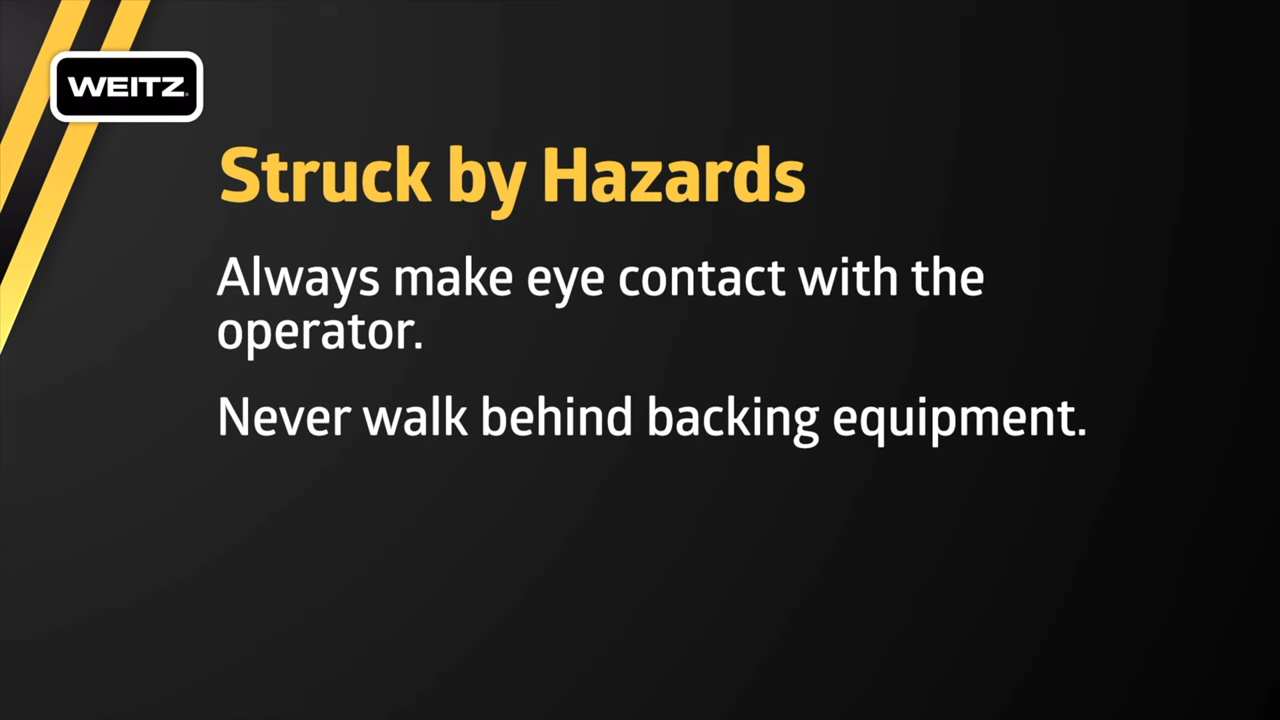 WEITZ
Struck by Hazards
Always make eye contact with the
operator.
Never walk behind backing equipment.